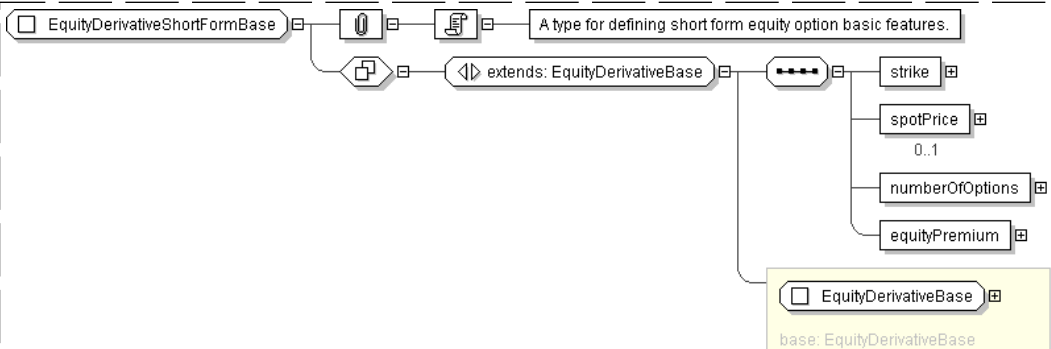 EquityDerivativeShortFormBase
A type for defining short form equity option basic features.
extends: EquityDerivativeBase
strike
spotPrice
0..1
numberOfOptions
equityPremium
EquityDerivativeBase
base: EquityDerivativeBase